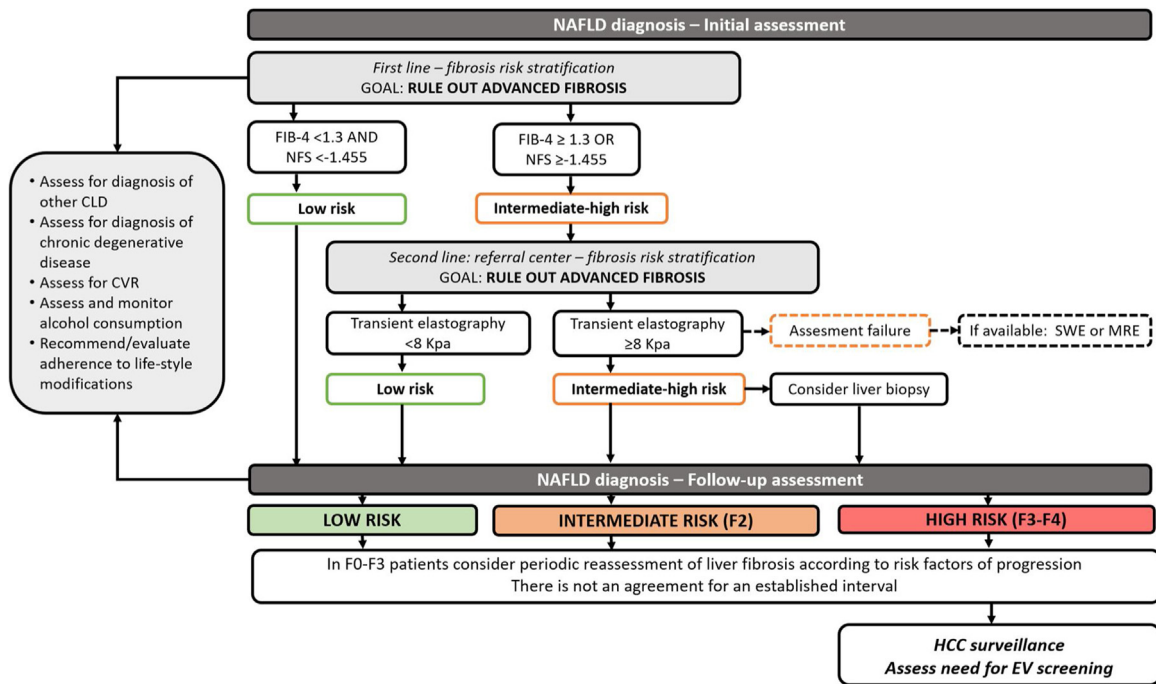 NAFLD diagnosis – Initial assessment
First line – fibrosis risk stratification
GOAL: RULE OUT ADVANCED FIBROSIS
FIB-4 <1.3 AND
NFS <-1.455
FIB-4 ≥ 1.3 OR
NFS ≥-1.455
Low risk
Intermediate-high risk
• Assess for diagnosis of
other CLD
• Assess for diagnosis of
chronic degenerative
disease
• Assess for CVR
• Assess and monitor
alcohol consumption
• Recommend/evaluate
adherence to life-style
modifications
Second line: referral center – fibrosis risk stratification
GOAL: RULE OUT ADVANCED FIBROSIS
Transient elastography
<8 Kpa
Transient elastography
≥8 Kpa
Assesment failure
If available:  SWE or MRE
Low risk
Intermediate-high risk
Consider liver biopsy
NAFLD diagnosis – Follow-up assessment
LOW RISK
INTERMEDIATE RISK (F2)
HIGH RISK (F3-F4)
In F0-F3 patients consider periodic reassessment of liver fibrosis according to risk factors of progression
There is not an agreement for an established interval
HCC surveillance
Assess need for EV screening